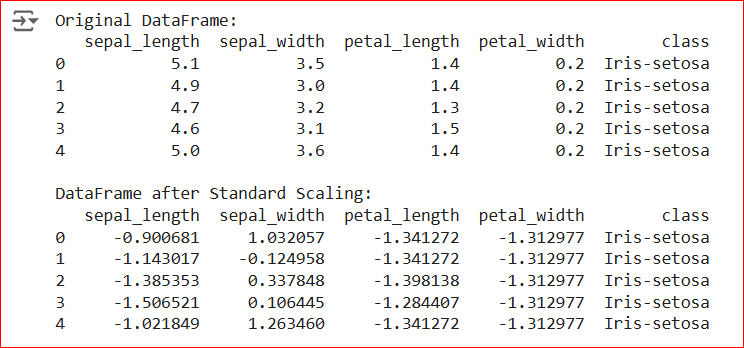 Original DataFrame:
   sepal_length  sepal_width  petal_length  petal_width        class
0           5.1          3.5           1.4          0.2  Iris-setosa
1           4.9          3.0           1.4          0.2  Iris-setosa
2           4.7          3.2           1.3          0.2  Iris-setosa
3           4.6          3.1           1.5          0.2  Iris-setosa
4           5.0          3.6           1.4          0.2  Iris-setosa

DataFrame after Standard Scaling:
   sepal_length  sepal_width  petal_length  petal_width        class
0     -0.900681     1.032057     -1.341272    -1.312977  Iris-setosa
1     -1.143017    -0.124958     -1.341272    -1.312977  Iris-setosa
2     -1.385353     0.337848     -1.398138    -1.312977  Iris-setosa
3     -1.506521     0.106445     -1.284407    -1.312977  Iris-setosa
4     -1.021849     1.263460     -1.341272    -1.312977  Iris-setosa